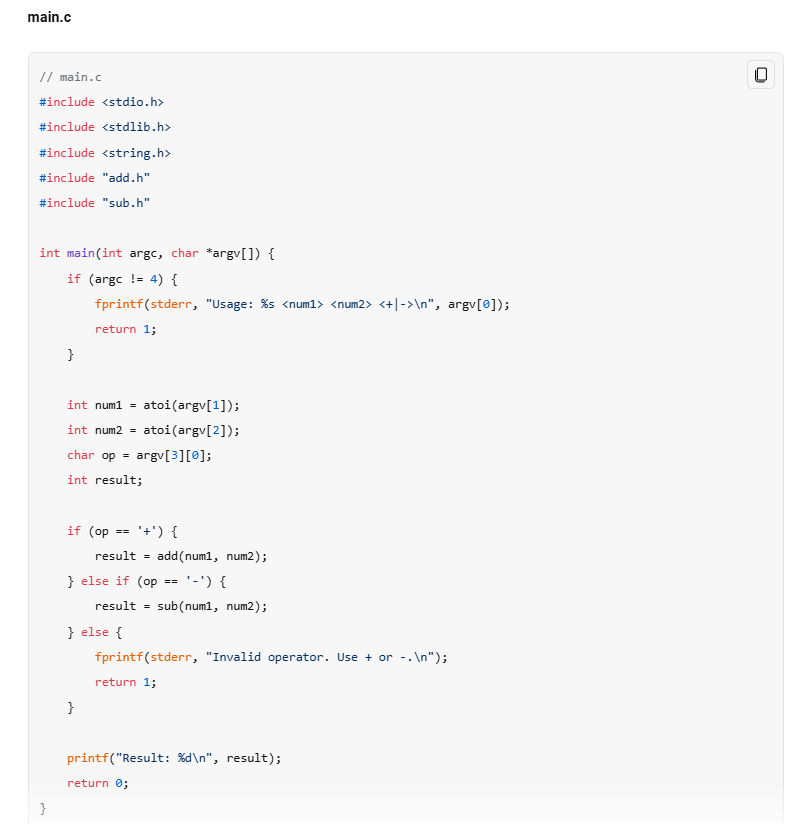 main.c
// main.c
#include <stdio.h>
#include <stdlib.h>
#include <string.h>
#include "add.h"
#include "sub.h"
int main(int argc, char *argv[]) {
    if (argc != 4) {
        fprintf(stderr, "Usage: %s <num1> <num2> <+|->\n", argv[0]);
        return 1;
    }
    int num1 = atoi(argv[1]);
    int num2 = atoi(argv[2]);
    char op = argv[3][0];
    int result;
    if (op == '+') {
        result = add(num1, num2);
    } else if (op == '-') {
        result = sub(num1, num2);
    } else {
        fprintf(stderr, "Invalid operator. Use + or -.\n");
        return 1;
    }
    printf("Result: %d\n", result);
    return 0;
}